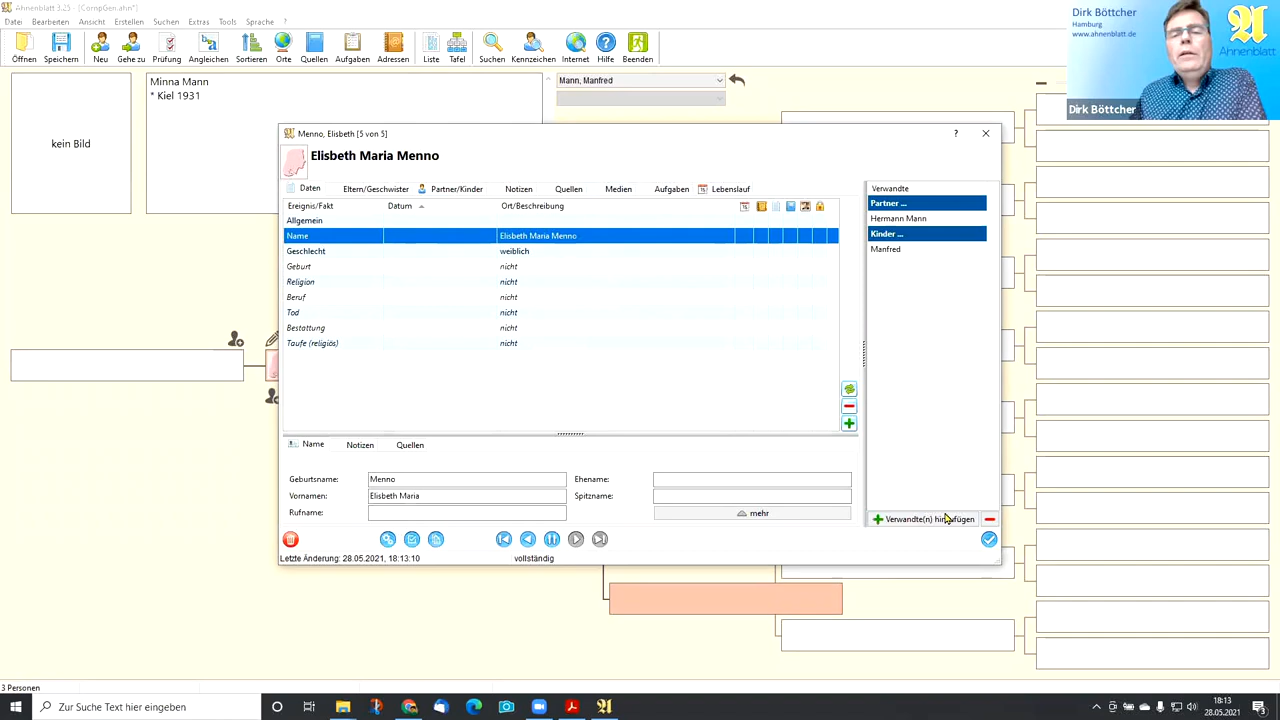 Ahnenblatt 3.25 - [CompGen.ahn*]
Datei Bearbeiten Ansicht Erstellen Suchen Extras Tools Sprache ?
Öffnen Speichern Neu Gehe zu Prüfung Angleichen Sortieren Orte Quellen Aufgaben Adressen Liste Tafel Suchen Kennzeichen Internet Hilfe Beenden
Dirk Böttcher
Hamburg
www.ahnenblatt.de
Ahnenblatt
Dirk Böttcher
kein Bild
Minna Mann
* Kiel 1931
Mann, Manfred
Menno, Elisbeth [5 von 5]
? 
Elisbeth Maria Menno
Daten Eltern/Geschwister Partner/Kinder Notizen Quellen Medien Aufgaben Lebenslauf
Ereignis/Fakt Datum Ort/Beschreibung
Allgemein
Name Elisbeth Maria Menno
Geschlecht weiblich
Geburt nicht
Religion nicht
Beruf nicht
Tod nicht
Bestattung nicht
Taufe (religiös) nicht
Verwandte
Partner ...
Hermann Mann
Kinder ...
Manfred
Name Notizen Quellen
Geburtsname: Menno Ehename:
Vornamen: Elisbeth Maria Spitzname:
Rufname: mehr
Verwandte(n) hinzufügen
Letzte Änderung: 28.05.2021, 18:13:10 vollständig
3 Personen
Zur Suche Text hier eingeben
18:13
28.05.2021